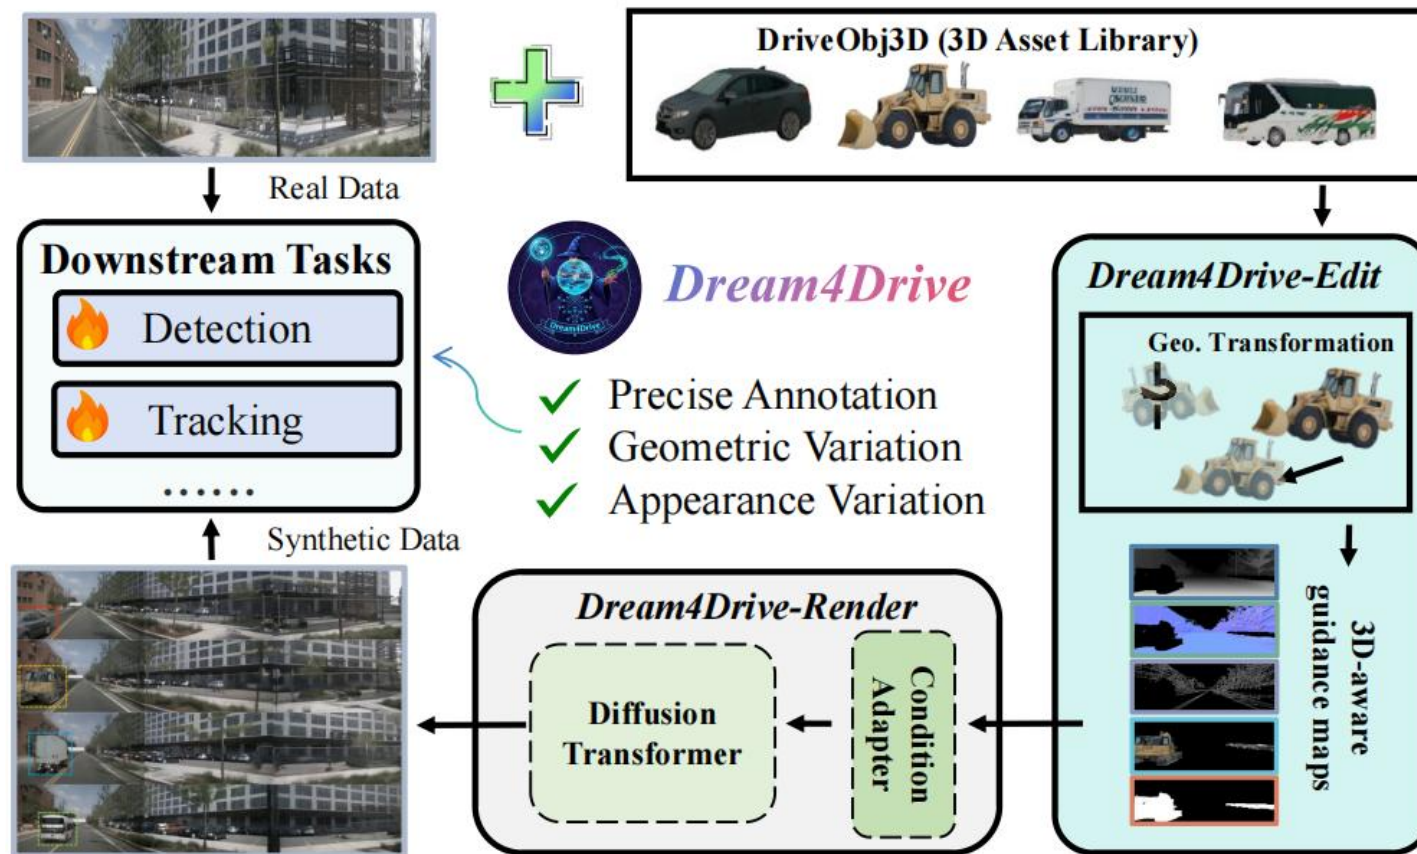 DriveObj3D (3D Asset Library)
Real Data
Downstream Tasks
Detection
Tracking
......
Dream4Drive
Dream4Drive
Precise Annotation
Geometric Variation
Appearance Variation
Synthetic Data
Dream4Drive-Edit
Geo. Transformation
3D-aware
guidance maps
Dream4Drive-Render
Condition
Adapter
Diffusion
Transformer